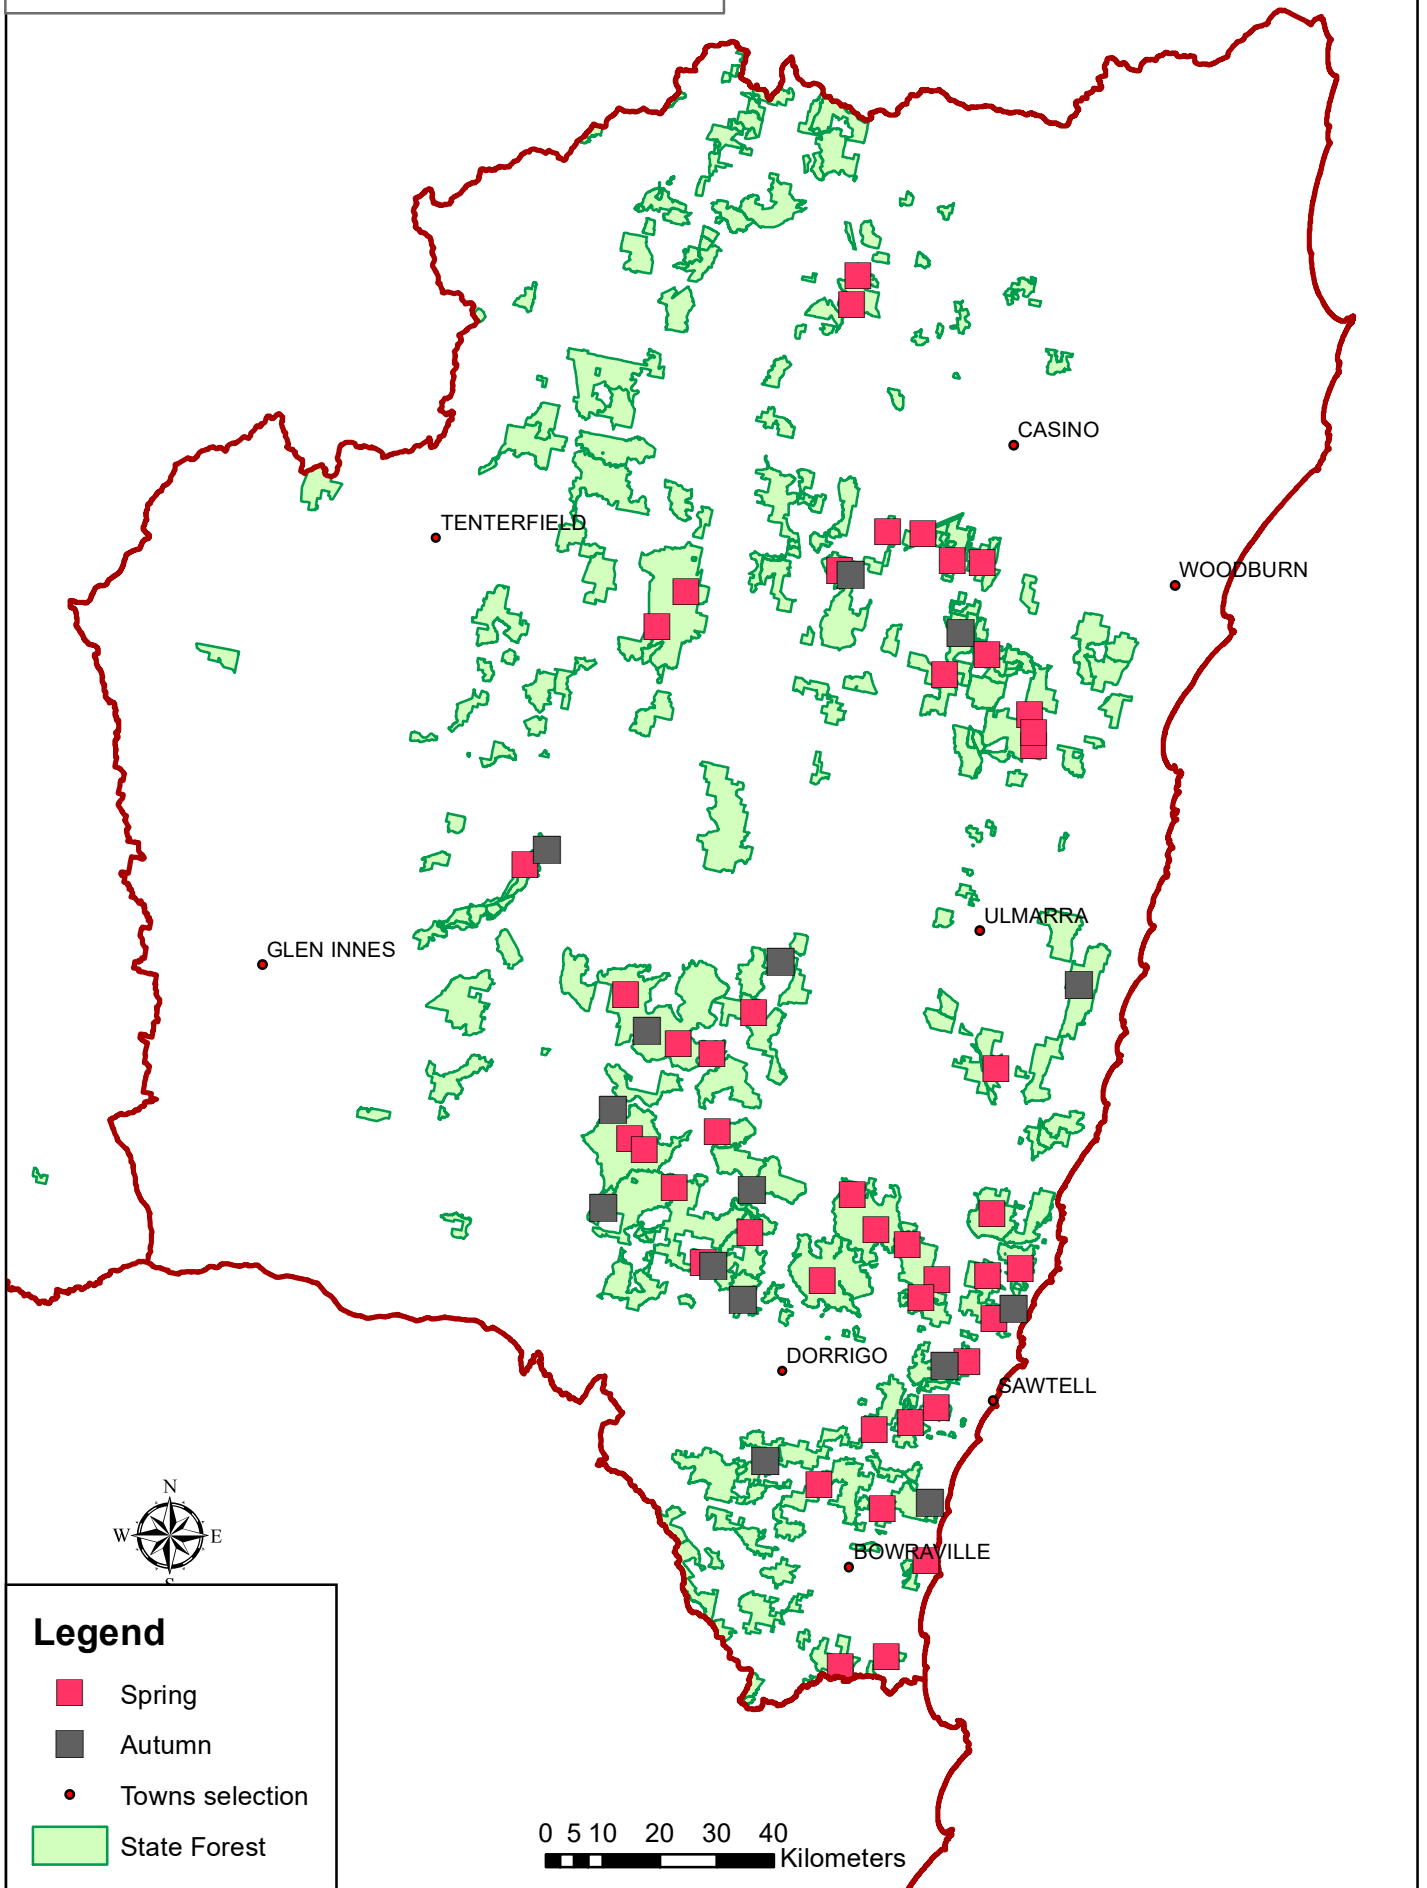 CASINO
TENTERFIELD
WOODBURN
ULMARRA
GLEN INNES
DORRIGO
SAWTELL
N
W E
BOWRAVILLE
Legend
Spring
Autumn
Towns selection
State Forest
0 5 10 20 30 40
Kilometers